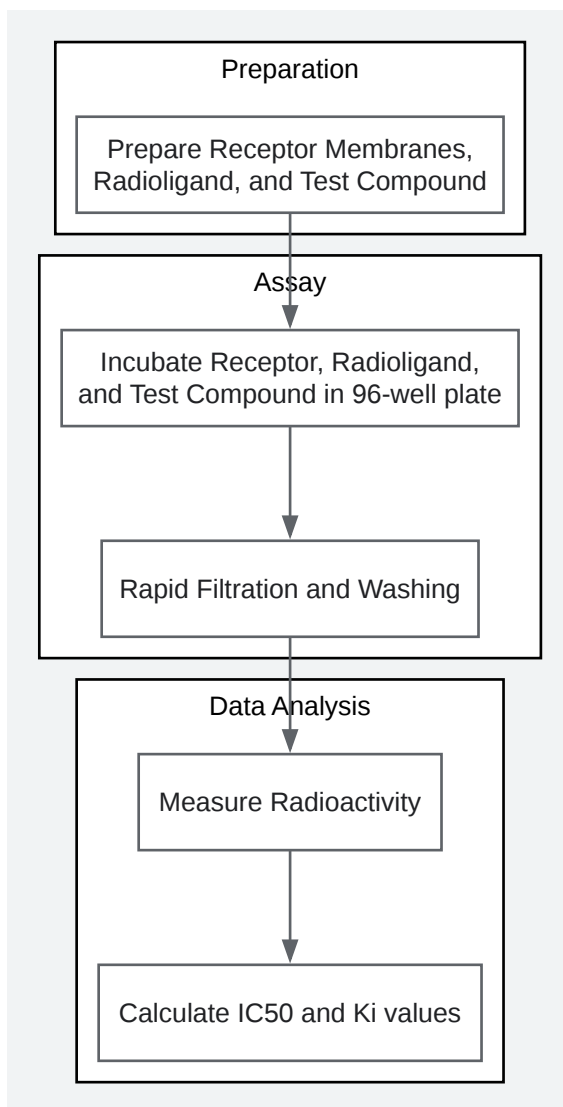 Preparation
Prepare Receptor Membranes,
Radioligand, and Test Compound
Assay
Incubate Receptor, Radioligand,
and Test Compound in 96-well plate
Rapid Filtration and Washing
Data Analysis
Measure Radioactivity
Calculate IC50 and Ki values